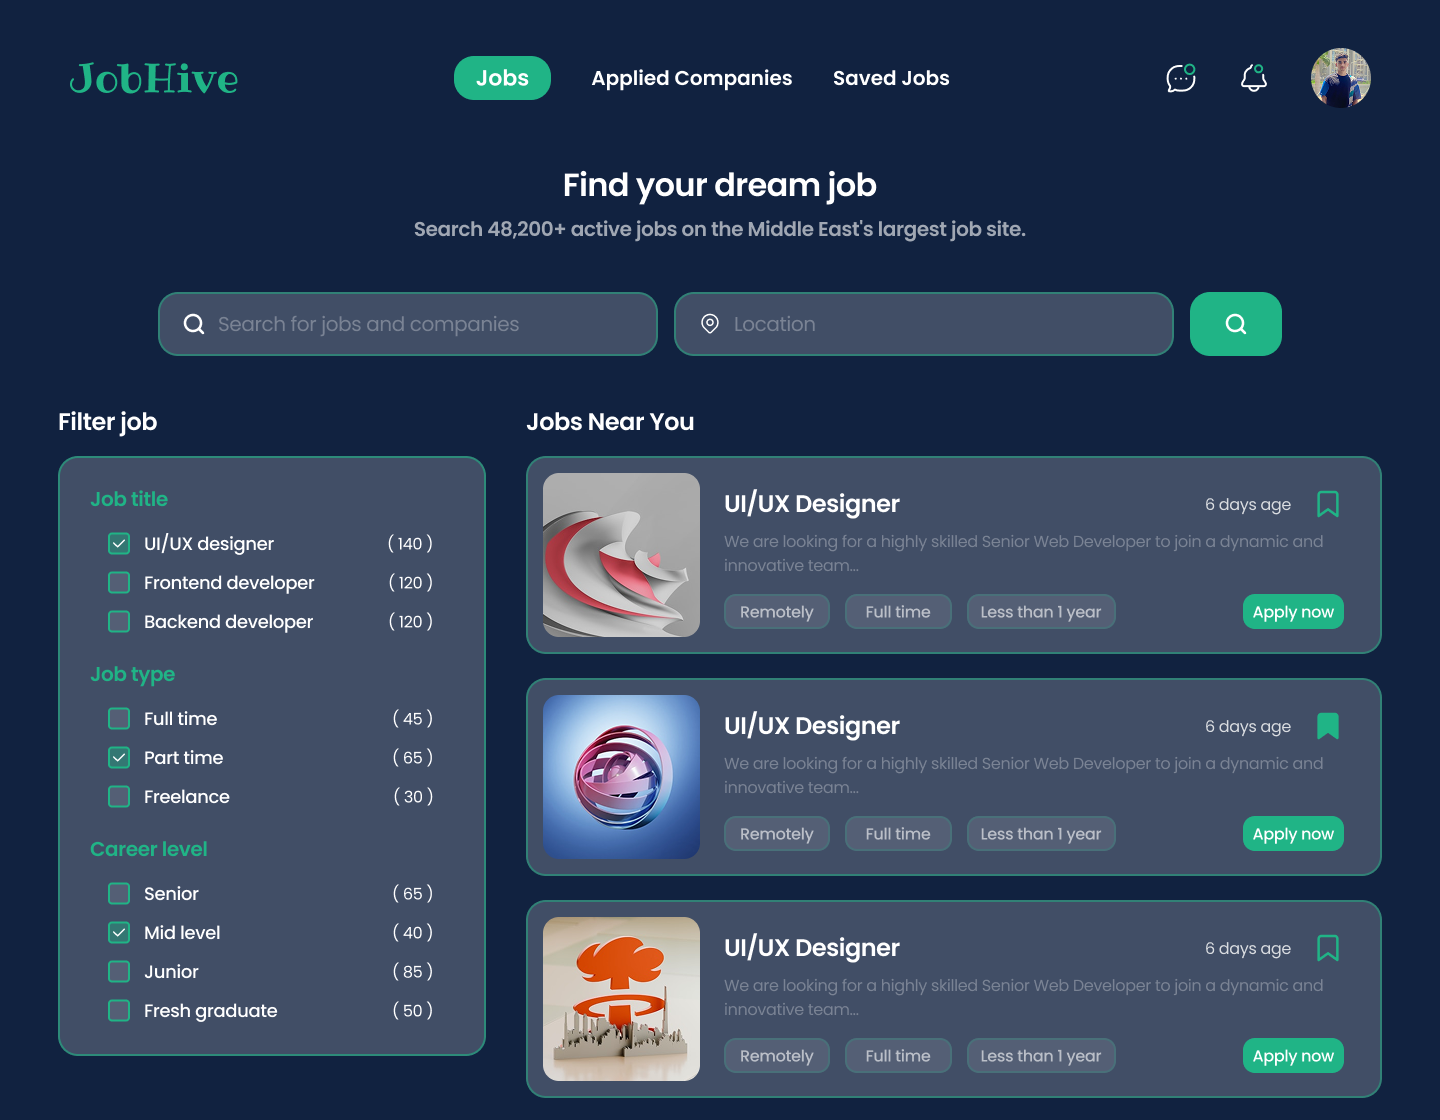 JobHive
Jobs
Applied Companies
Saved Jobs
Find your dream job
Search 48,200+ active jobs on the Middle East's largest job site.
Search for jobs and companies
Location
Filter job
Job title
UI/UX designer ( 140 )
Frontend developer ( 120 )
Backend developer ( 120 )
Job type
Full time ( 45 )
Part time ( 65 )
Freelance ( 30 )
Career level
Senior ( 65 )
Mid level ( 40 )
Junior ( 85 )
Fresh graduate ( 50 )
Jobs Near You
UI/UX Designer
6 days age
We are looking for a highly skilled Senior Web Developer to join a dynamic and
innovative team...
Remotely
Full time
Less than 1 year
Apply now
UI/UX Designer
6 days age
We are looking for a highly skilled Senior Web Developer to join a dynamic and
innovative team...
Remotely
Full time
Less than 1 year
Apply now
UI/UX Designer
6 days age
We are looking for a highly skilled Senior Web Developer to join a dynamic and
innovative team...
Remotely
Full time
Less than 1 year
Apply now